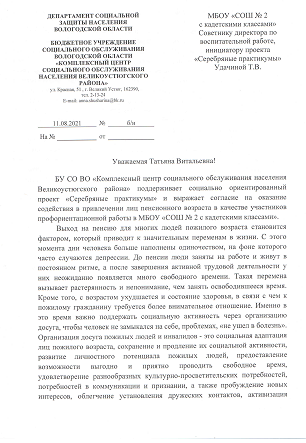 ДЕПАРТАМЕНТ СОЦИАЛЬНОЙ
ЗАЩИТЫ НАСЕЛЕНИЯ
ВОЛОГОДСКОЙ ОБЛАСТИ
БЮДЖЕТНОЕ УЧРЕЖДЕНИЕ
СОЦИАЛЬНОГО ОБСЛУЖИВАНИЯ
ВОЛОГОДСКОЙ ОБЛАСТИ
«КОМПЛЕКСНЫЙ ЦЕНТР
СОЦИАЛЬНОГО ОБСЛУЖИВАНИЯ
НАСЕЛЕНИЯ ВЕЛИКОУСТЮГСКОГО
РАЙОНА»
ул. Красная, 51, г. Великий Устюг, 162390,
тел. 2-13-24
E-mail:
11.08.2021 № б/н
На №
МБОУ «СОШ № 2
с кадетскими классами»
Советнику директора по
воспитательной работе,
инициатору проекта
«Серебряные практикумы»
Удачиной Т.В.
Уважаемая Татьяна Витальевна!
БУ СО ВО «Комплексный центр социального обслуживания населения
Великоустюгского района» поддерживает социально ориентированный
проект «Серебряные практикумы» и выражает согласие на оказание
содействия в привлечении лиц пенсионного возраста в качестве участников
профориентационной работы в МБОУ «СОШ № 2 с кадетскими классами».
Выход на пенсию для многих людей пожилого возраста становится
фактором, который приводит к значительным переменам в жизни. С этого
момента дни человека больше наполнены одиночеством, на фоне которого
часто случаются депрессии. До пенсии люди заняты на работе и живут в
постоянном ритме, а после завершения активной трудовой деятельности у
них неожиданно появляется много свободного времени. Такая перемена
вызывает растерянность и непонимание, чем занять освободившееся время.
Кроме того, с возрастом ухудшается и состояние здоровья, в связи с чем к
пожилому гражданину требуется более внимательное отношение. Именно в
это время важно поддержать социальную активность через организацию
досуга, чтобы человек не замыкался на себе, проблемах, «не ушел в болезнь».
Организация досуга пожилых людей и инвалидов - это социальная адаптация
лиц пожилого возраста, сохранение и продление их социальной активности,
развитие личностного потенциала пожилых людей, предоставление
возможности выгодно и приятно проводить свободное время,
удовлетворение разнообразных культурно-просветительских потребностей,
потребностей в коммуникации и признании, а также пробуждение новых
интересов, облегчение установления дружеских контактов, активизация